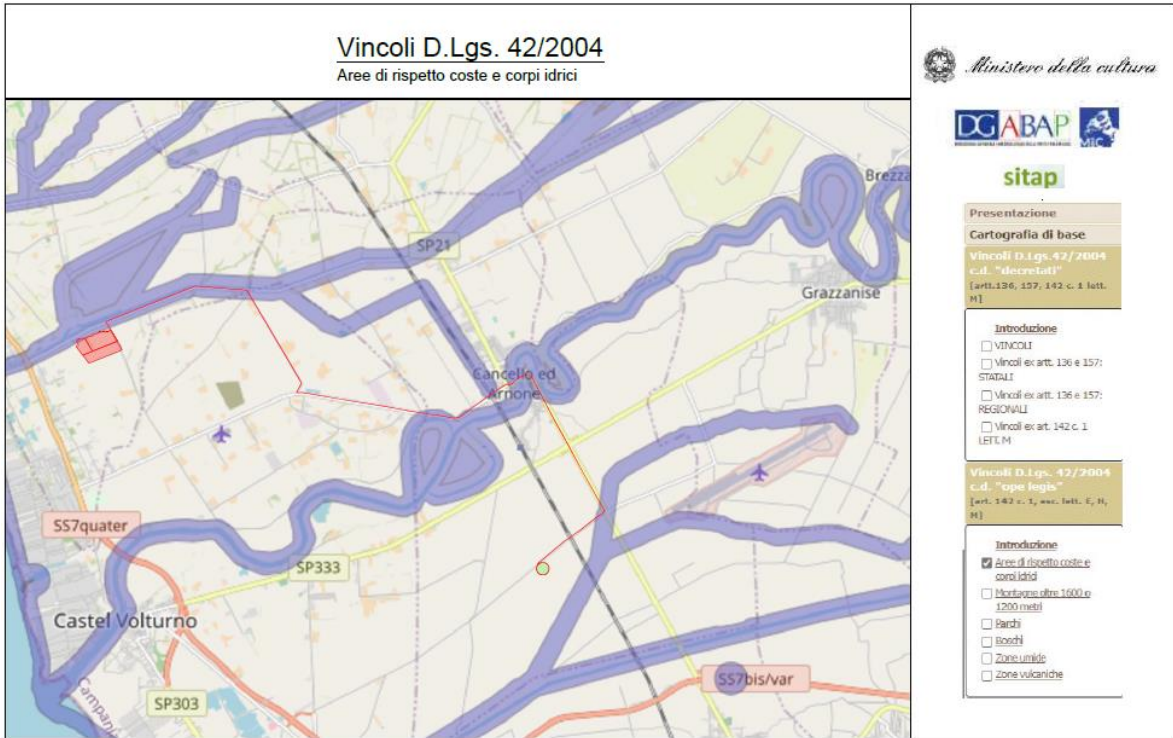 Vincoli D.Lgs. 42/2004
Aree di rispetto coste e corpi idrici
Ministero della cultura
DGABAP
MiC
sitap
Presentazione
Cartografia di base
Vincoli D.Lgs.42/2004
c.d. "decretati"
[artt.136, 157, 142 c. 1 lett.
M]
Introduzione
VINCOLI
Vincoli ex artt. 136 e 157:
STATALI
Vincoli ex artt. 136 e 157:
REGIONALI
Vincoli ex art. 142 c. 1
LETT. M
Vincoli D.Lgs. 42/2004
c.d. "ope legis"
[art. 142 c. 1, esc. lett. E, H,
M]
Introduzione
Aree di rispetto coste e
corpi idrici
Montagne oltre 1600 o
1200 metri
Parchi
Boschi
Zone umide
Zone vulcaniche
Brezza
SP21
Grazzanise
Cancello ed
Arnone
SS7quater
SP333
Castel Volturno
SS7bis/var
SP303
Campani